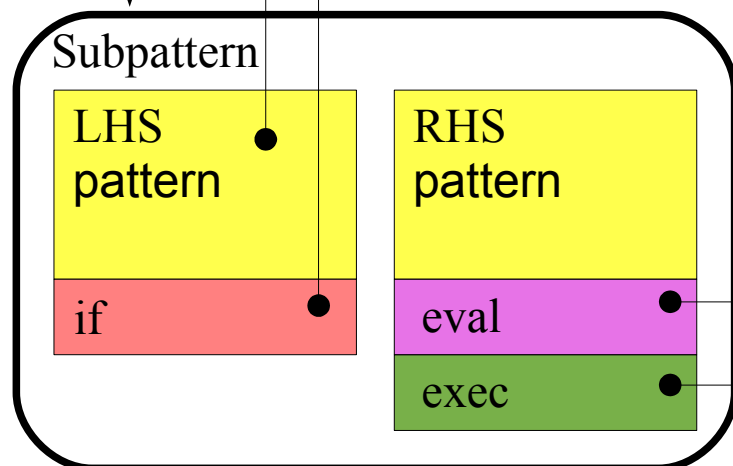 Subpattern
LHS
pattern
if
RHS
pattern
eval
exec